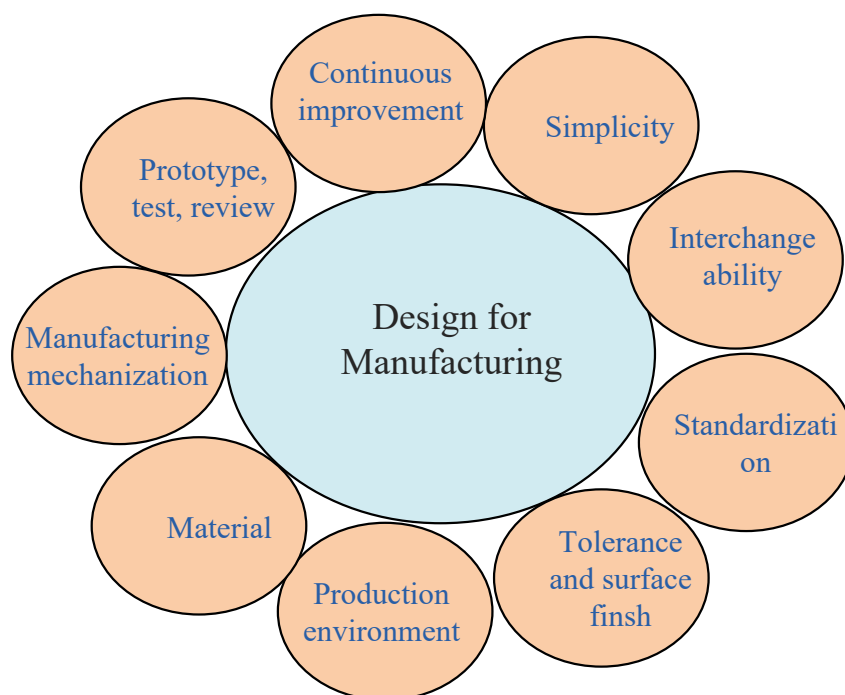 Continuous
improvement
Simplicity
Prototype,
test, review
Interchange
ability
Design for
Manufacturing
Manufacturing
mechanization
Standardizati
on
Material
Tolerance
and surface
finsh
Production
environment